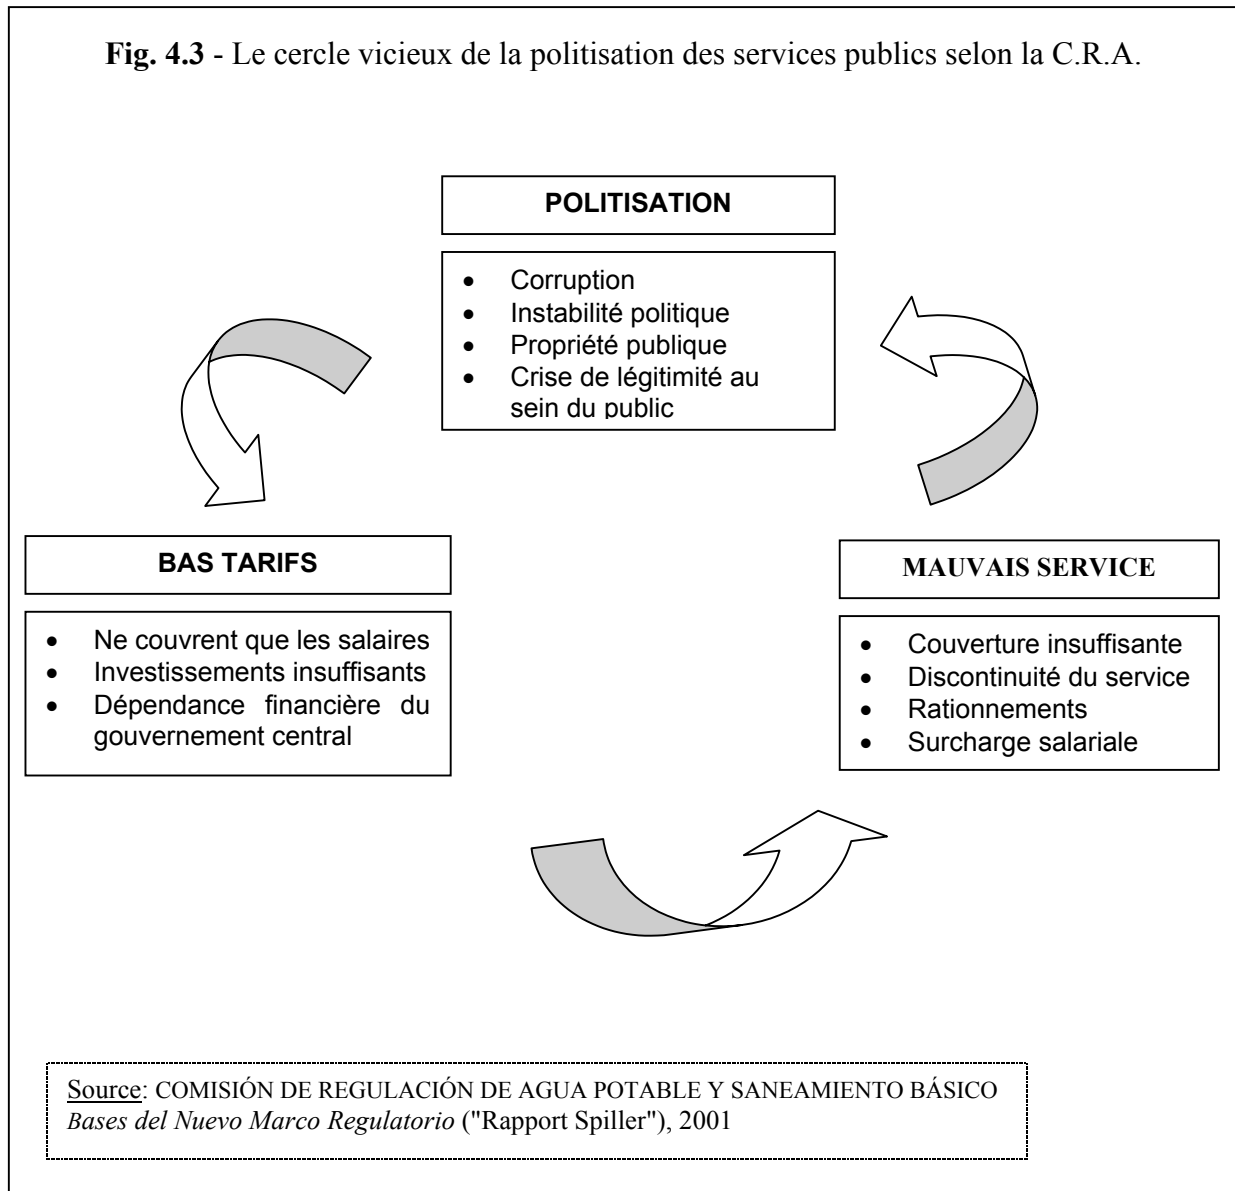 Fig. 4.3 - Le cercle vicieux de la politisation des services publics selon la C.R.A.
POLITISATION
• Corruption
• Instabilité politique
• Propriété publique
• Crise de légitimité au
sein du public
BAS TARIFS
• Ne couvrent que les salaires
• Investissements insuffisants
• Dépendance financière du
gouvernement central
MAUVAIS SERVICE
• Couverture insuffisante
• Discontinuité du service
• Rationnements
• Surcharge salariale
Source: COMISIÓN DE REGULACIÓN DE AGUA POTABLE Y SANEAMIENTO BÁSICO
Bases del Nuevo Marco Regulatorio ("Rapport Spiller"), 2001